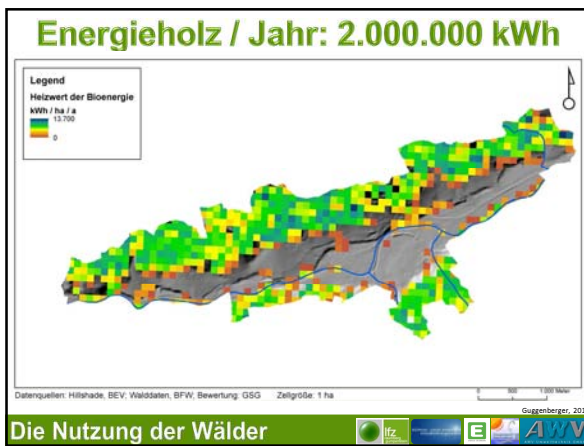 Energieholz / Jahr: 2.000.000 kWh
Legend
Heizwert der Bioenergie
kWh / ha / a
13.700
0
0 500 1.000 Meter
Datenquellen: Hillshade, BEV; Walddaten, BFW; Bewertung: GSG Zellgröße: 1 ha
Guggenberger, 201
Die Nutzung der Wälder
lfz
E
AWV